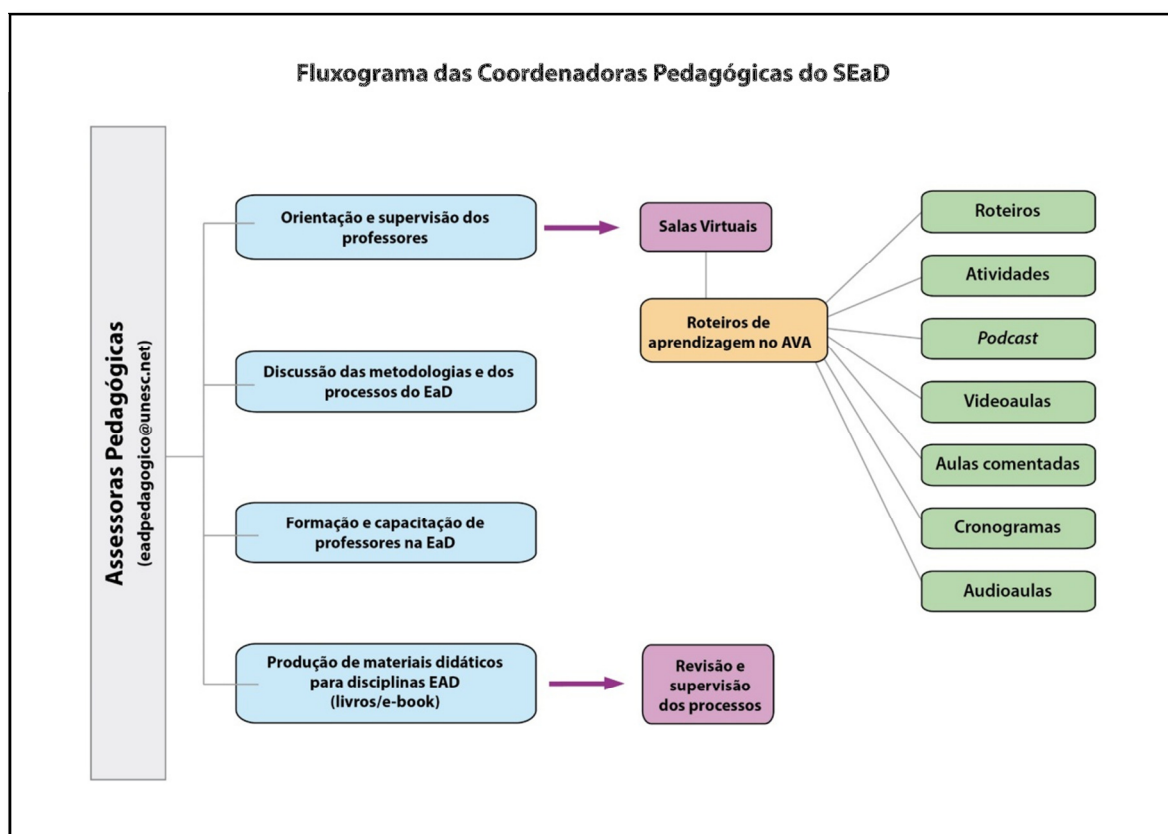 Fluxograma das Coordenadoras Pedagógicas do SEaD
Assessoras Pedagógicas
(eadpedagogico@unesc.net)
Orientação e supervisão dos
professores
Salas Virtuais
Roteiros de
aprendizagem no AVA
Roteiros
Atividades
Podcast
Videoaulas
Aulas comentadas
Cronogramas
Audioaulas
Discussão das metodologias e dos
processos do EaD
Formação e capacitação de
professores na EaD
Produção de materiais didáticos
para disciplinas EAD
(livros/e-book)
Revisão e
supervisão
dos processos